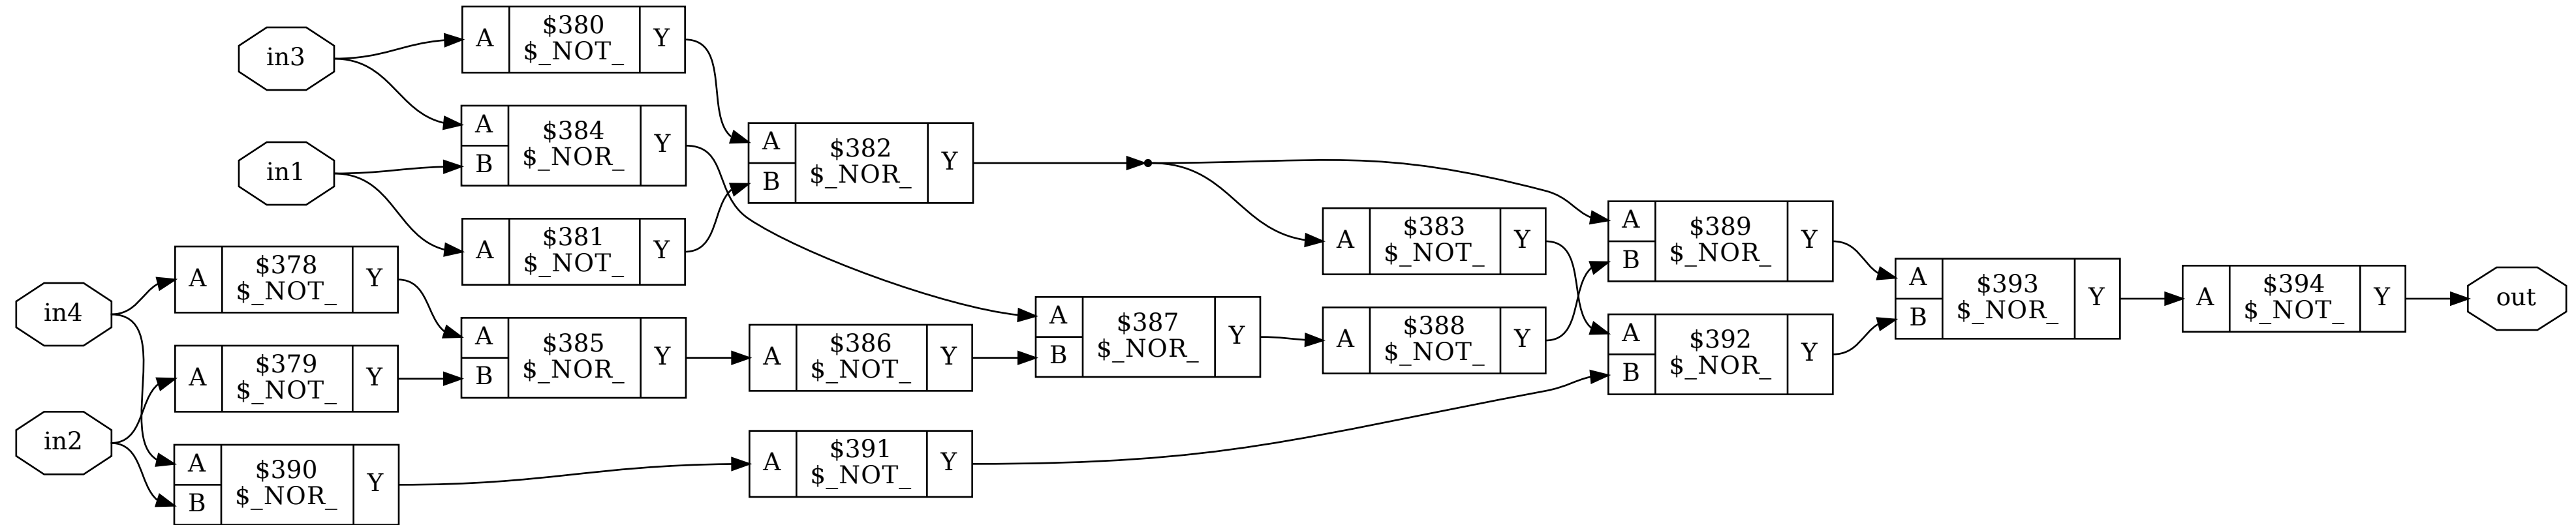 in3
A $380 $_NOT_ Y
A B $384 $_NOR_ Y
in1
A $381 $_NOT_ Y
A B $382 $_NOR_ Y
in4
A $378 $_NOT_ Y
A $379 $_NOT_ Y
in2
A B $390 $_NOR_ Y
A B $385 $_NOR_ Y
A $386 $_NOT_ Y
A $391 $_NOT_ Y
A B $387 $_NOR_ Y
A $383 $_NOT_ Y
A $388 $_NOT_ Y
A B $389 $_NOR_ Y
A B $392 $_NOR_ Y
A B $393 $_NOR_ Y
A $394 $_NOT_ Y
out